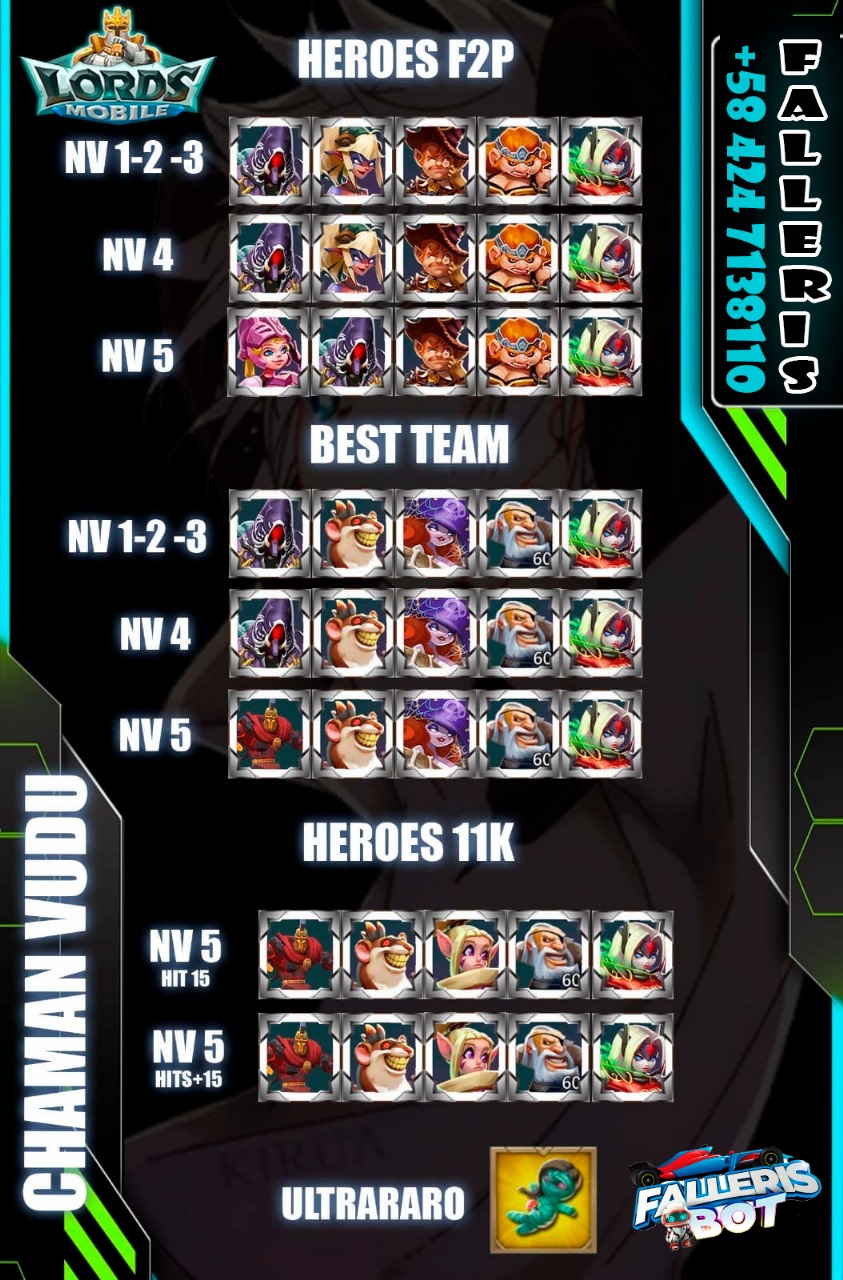 LORDS
MOBILE
HEROES F2P
NV 1-2 -3
NV 4
NV 5
BEST TEAM
NV 1-2 -3
60
NV 4
60
NV 5
60
HEROES 11K
NV 5
HIT 15
60
NV 5
HITS+15
60
ULTRARARO
CHAMAN VUDU
FALLERIS
+58 424 7138110
KIRUA
FALLERIS
BOT